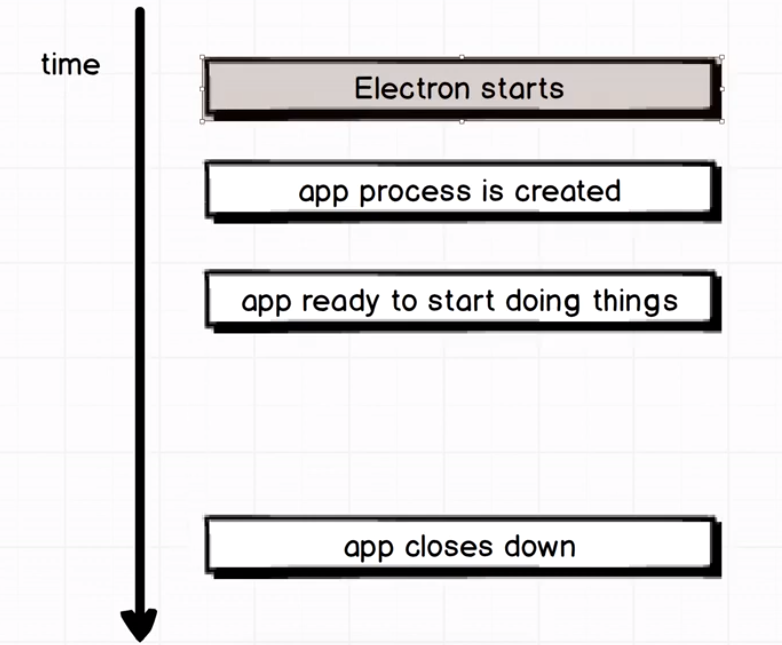 time
Electron starts
app process is created
app ready to start doing things
app closes down